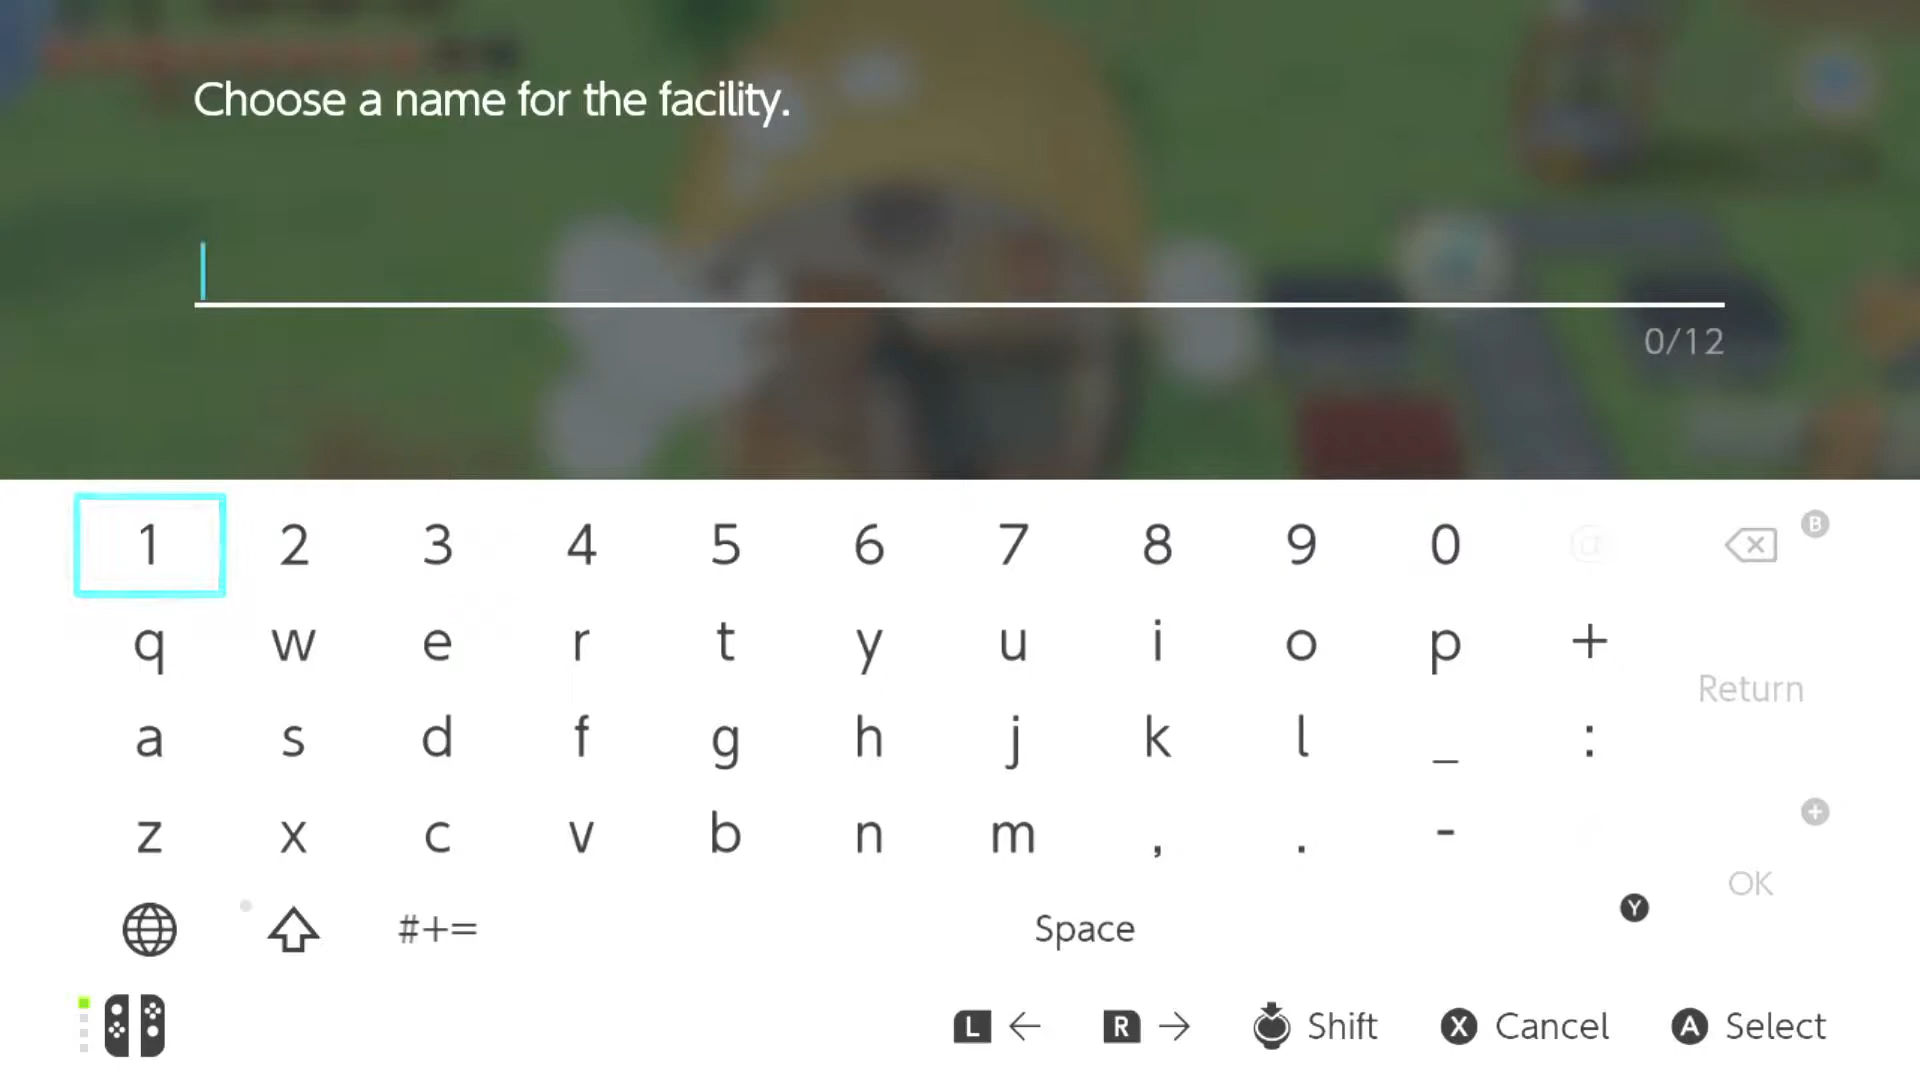 Choose a name for the facility.
0/12
1 2 3 4 5 6 7 8 9 0 @ B
q w e r t y u i o p +
Return
a s d f g h j k l _ :
z x c v b n m , . -
+
OK
#+= Space Y
L ← R → Shift X Cancel A Select